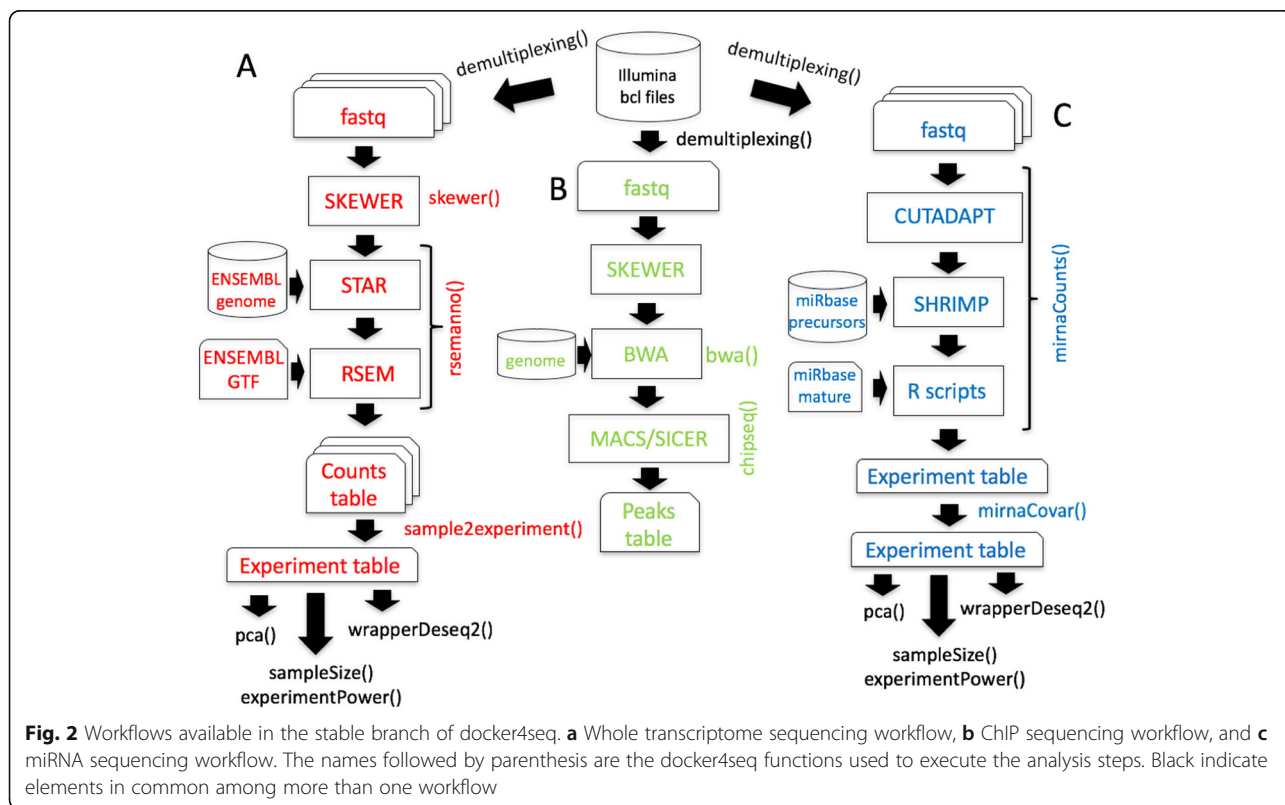 A
demultiplexing()
Illumina
bcl files
demultiplexing()
demultiplexing()
fastq
SKEWER
skewer()
ENSEMBL
genome
STAR
ENSEMBL
GTF
RSEM
rsemanno()
Counts
table
sample2experiment()
Experiment table
pca()
wrapperDeseq2()
sampleSize()
experimentPower()
B
fastq
SKEWER
genome
BWA
bwa()
MACS/SICER
chipseq()
Peaks
table
C
fastq
CUTADAPT
miRbase
precursors
SHRIMP
miRbase
mature
R scripts
mirnaCounts()
Experiment table
mirnaCovar()
Experiment table
pca()
wrapperDeseq2()
sampleSize()
experimentPower()
Fig. 2 Workflows available in the stable branch of docker4seq. a Whole transcriptome sequencing workflow, b ChIP sequencing workflow, and c
miRNA sequencing workflow. The names followed by parenthesis are the docker4seq functions used to execute the analysis steps. Black indicate
elements in common among more than one workflow